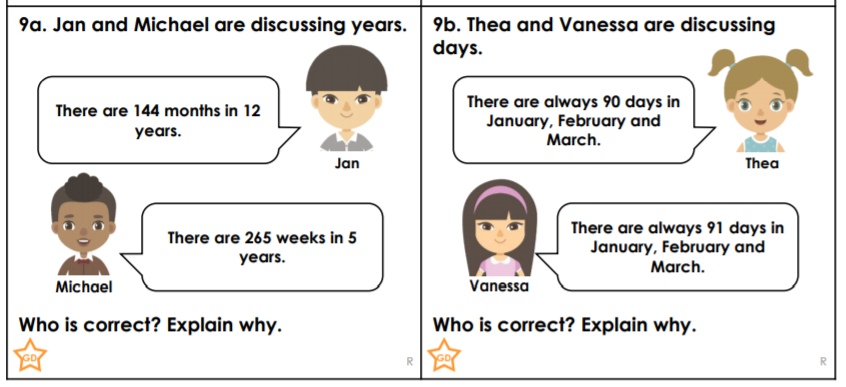 9a. Jan and Michael are discussing years.
There are 144 months in 12
years.
Jan
There are 265 weeks in 5
years.
Michael
Who is correct? Explain why.
GD
R
9b. Thea and Vanessa are discussing
days.
There are always 90 days in
January, February and
March.
Thea
There are always 91 days in
January, February and
March.
Vanessa
Who is correct? Explain why.
GD
R